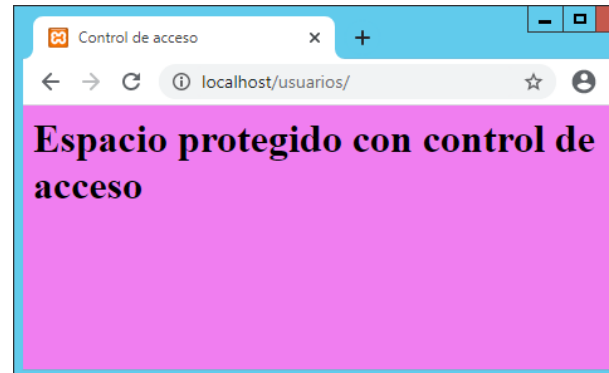 Control de acceso
localhost/usuarios/
Espacio protegido con control de
acceso